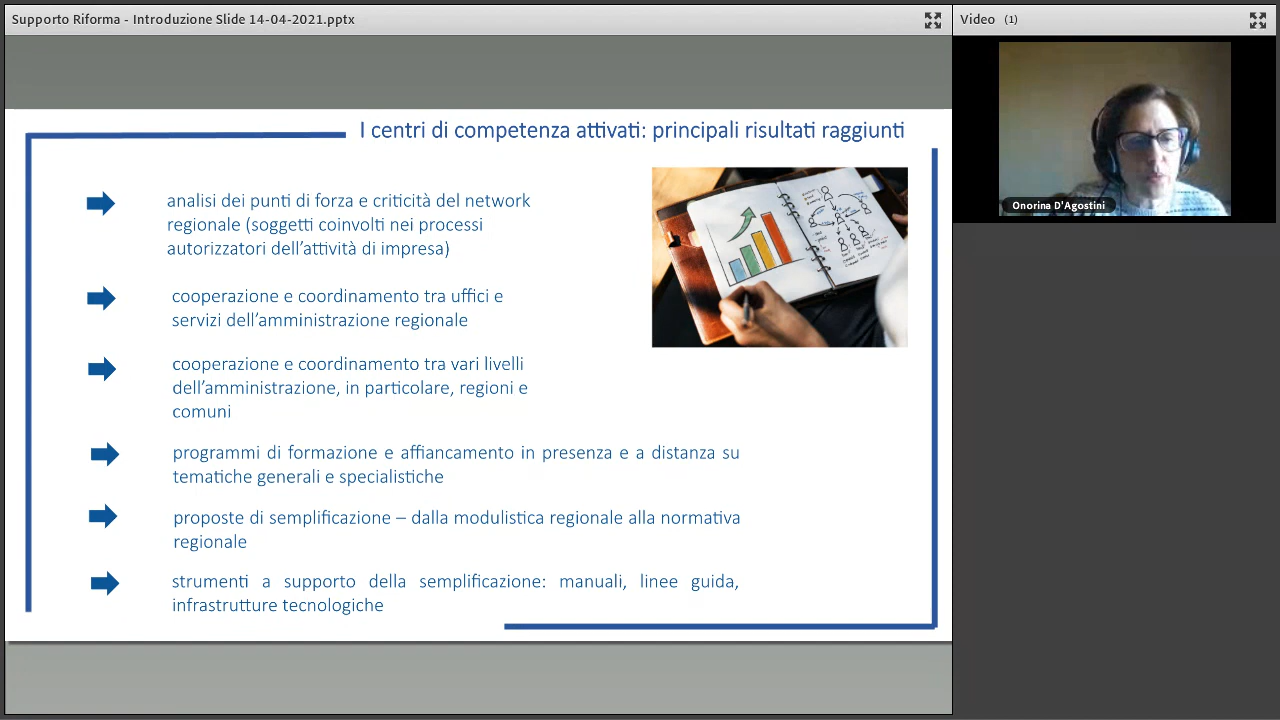 Supporto Riforma - Introduzione Slide 14-04-2021.pptx
Video (1)
Onorina D'Agostini
I centri di competenza attivati: principali risultati raggiunti
analisi dei punti di forza e criticità del network
regionale (soggetti coinvolti nei processi
autorizzatori dell'attività di impresa)
cooperazione e coordinamento tra uffici e
servizi dell'amministrazione regionale
cooperazione e coordinamento tra vari livelli
dell'amministrazione, in particolare, regioni e
comuni
programmi di formazione e affiancamento in presenza e a distanza su
tematiche generali e specialistiche
proposte di semplificazione – dalla modulistica regionale alla normativa
regionale
strumenti a supporto della semplificazione: manuali, linee guida,
infrastrutture tecnologiche